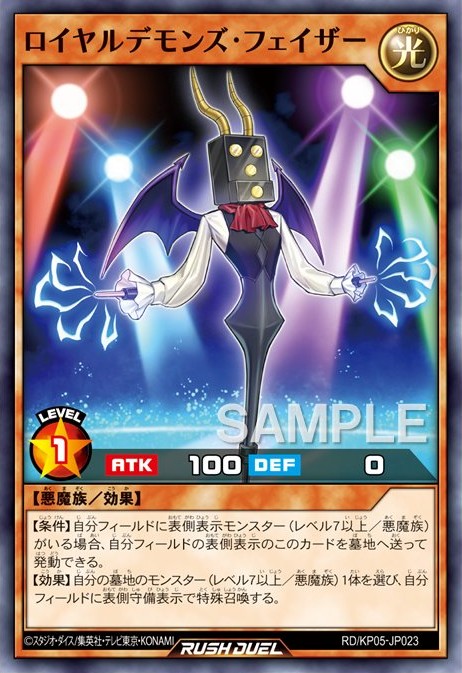 ロイヤルデモンズ・フェイザー
ひかり
光
SAMPLE
LEVEL
1
ATK 100 DEF 0
【悪魔族／効果】
【条件】自分フィールドに表側表示モンスター(レベル7以上／悪魔族)
がいる場合、自分フィールドの表側表示のこのカードを墓地へ送って
発動できる。
【効果】自分の墓地のモンスター(レベル7以上／悪魔族)1体を選び、自分
フィールドに表側守備表示で特殊召喚する。
©スタジオ・ダイス/集英社・テレビ東京・KONAMI
RUSH DUEL
RD/KP05-JP023